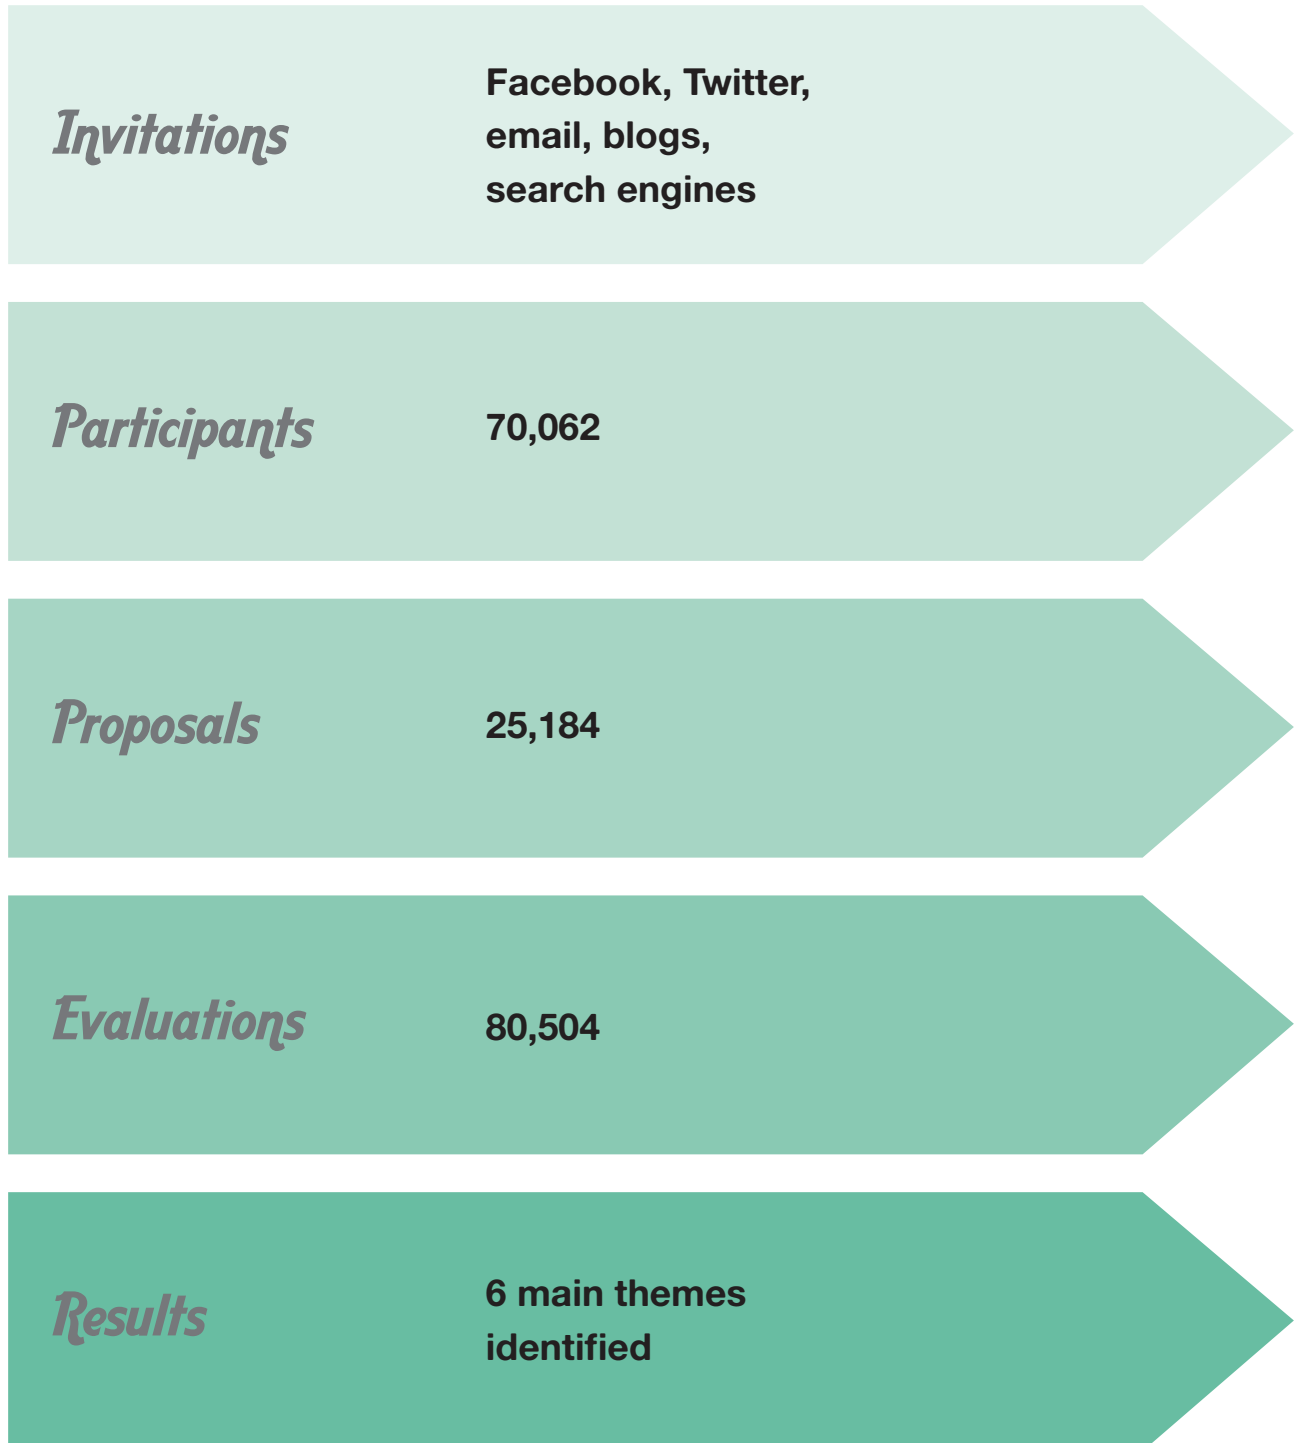 Invitations
Facebook, Twitter,
email, blogs,
search engines
Participants
70,062
Proposals
25,184
Evaluations
80,504
Results
6 main themes
identified